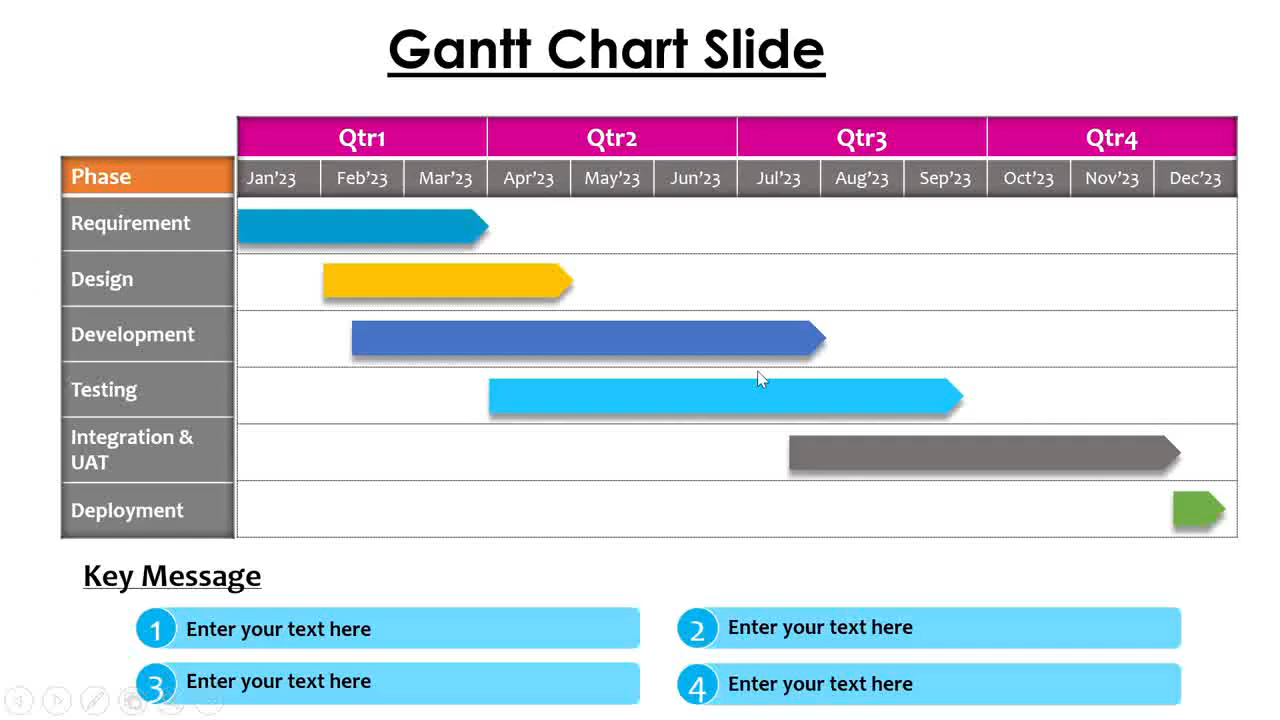 Gantt Chart Slide
Qtr1 Qtr2 Qtr3 Qtr4
Phase Jan’23 Feb’23 Mar’23 Apr’23 May’23 Jun’23 Jul’23 Aug’23 Sep’23 Oct’23 Nov’23 Dec’23
Requirement
Design
Development
Testing
Integration &
UAT
Deployment
Key Message
1 Enter your text here
2 Enter your text here
3 Enter your text here
4 Enter your text here